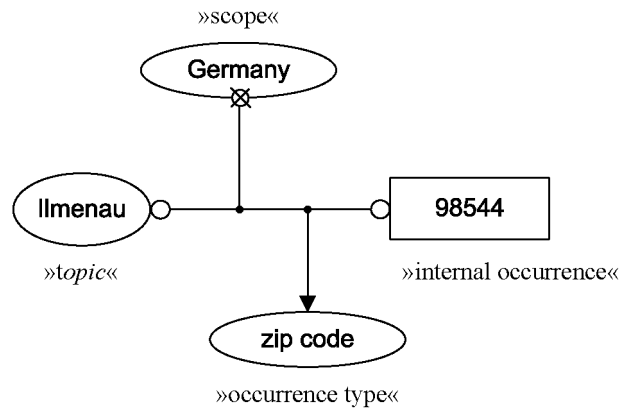 »scope«
Germany
Ilmenau
98544
»topic«
»internal occurrence«
zip code
»occurrence type«